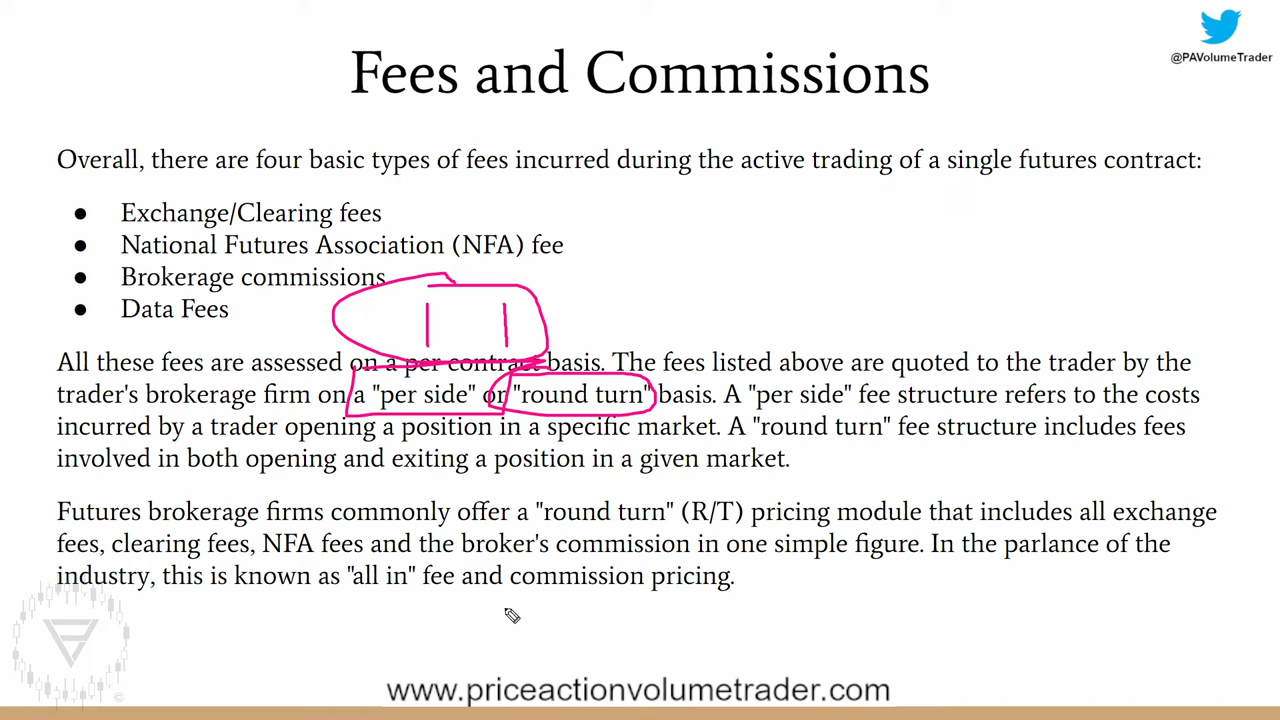 @PAVolumeTrader
Fees and Commissions
Overall, there are four basic types of fees incurred during the active trading of a single futures contract:
● Exchange/Clearing fees
● National Futures Association (NFA) fee
● Brokerage commissions
● Data Fees
All these fees are assessed on a per contract basis. The fees listed above are quoted to the trader by the
trader's brokerage firm on a "per side" or "round turn" basis. A "per side" fee structure refers to the costs
incurred by a trader opening a position in a specific market. A "round turn" fee structure includes fees
involved in both opening and exiting a position in a given market.
Futures brokerage firms commonly offer a "round turn" (R/T) pricing module that includes all exchange
fees, clearing fees, NFA fees and the broker's commission in one simple figure. In the parlance of the
industry, this is known as "all in" fee and commission pricing.
©
www.priceactionvolumetrader.com